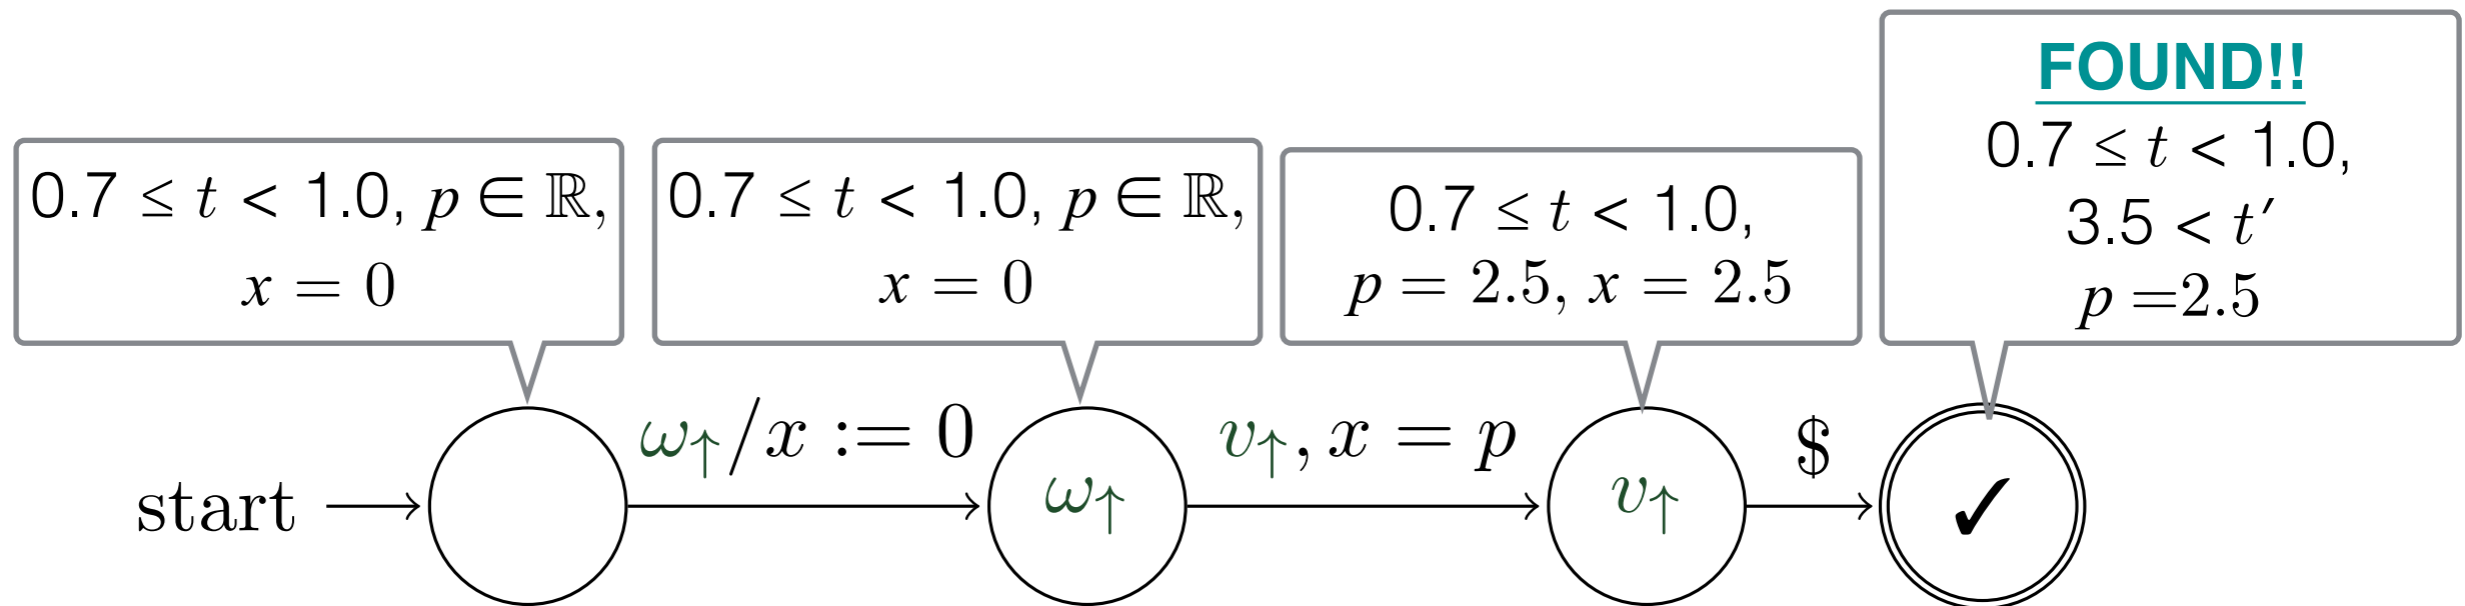 FOUND!!
0.7 ≤ t < 1.0,
3.5 < t′
p =2.5
0.7 ≤ t < 1.0, p ∈ ℝ,
x = 0
0.7 ≤ t < 1.0, p ∈ ℝ,
x = 0
0.7 ≤ t < 1.0,
p = 2.5, x = 2.5
ω↑/x := 0
v↑, x = p
$
start
ω↑
v↑
✓